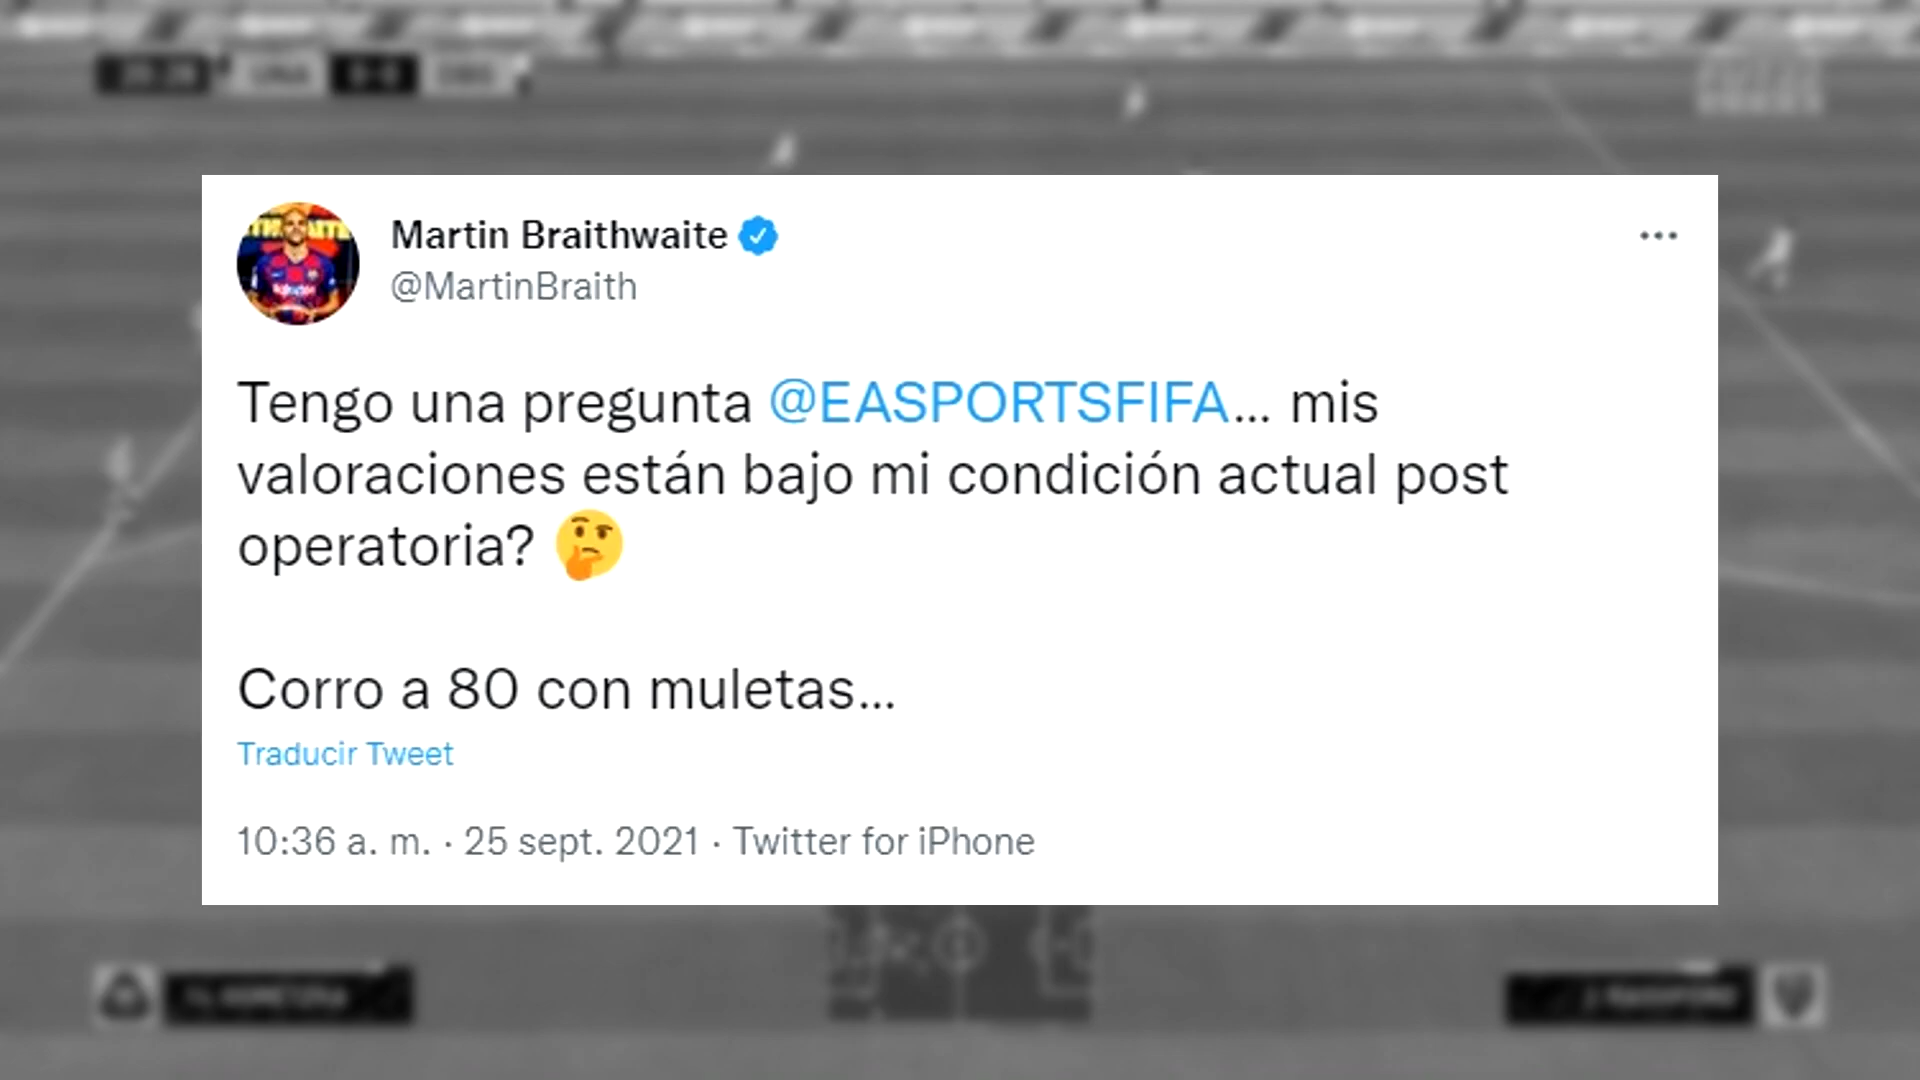 Martin Braithwaite
@MartinBraith
Tengo una pregunta @EASPORTSFIFA... mis
valoraciones están bajo mi condición actual post
operatoria? 🤔
Corro a 80 con muletas...
Traducir Tweet
10:36 a. m. · 25 sept. 2021 · Twitter for iPhone